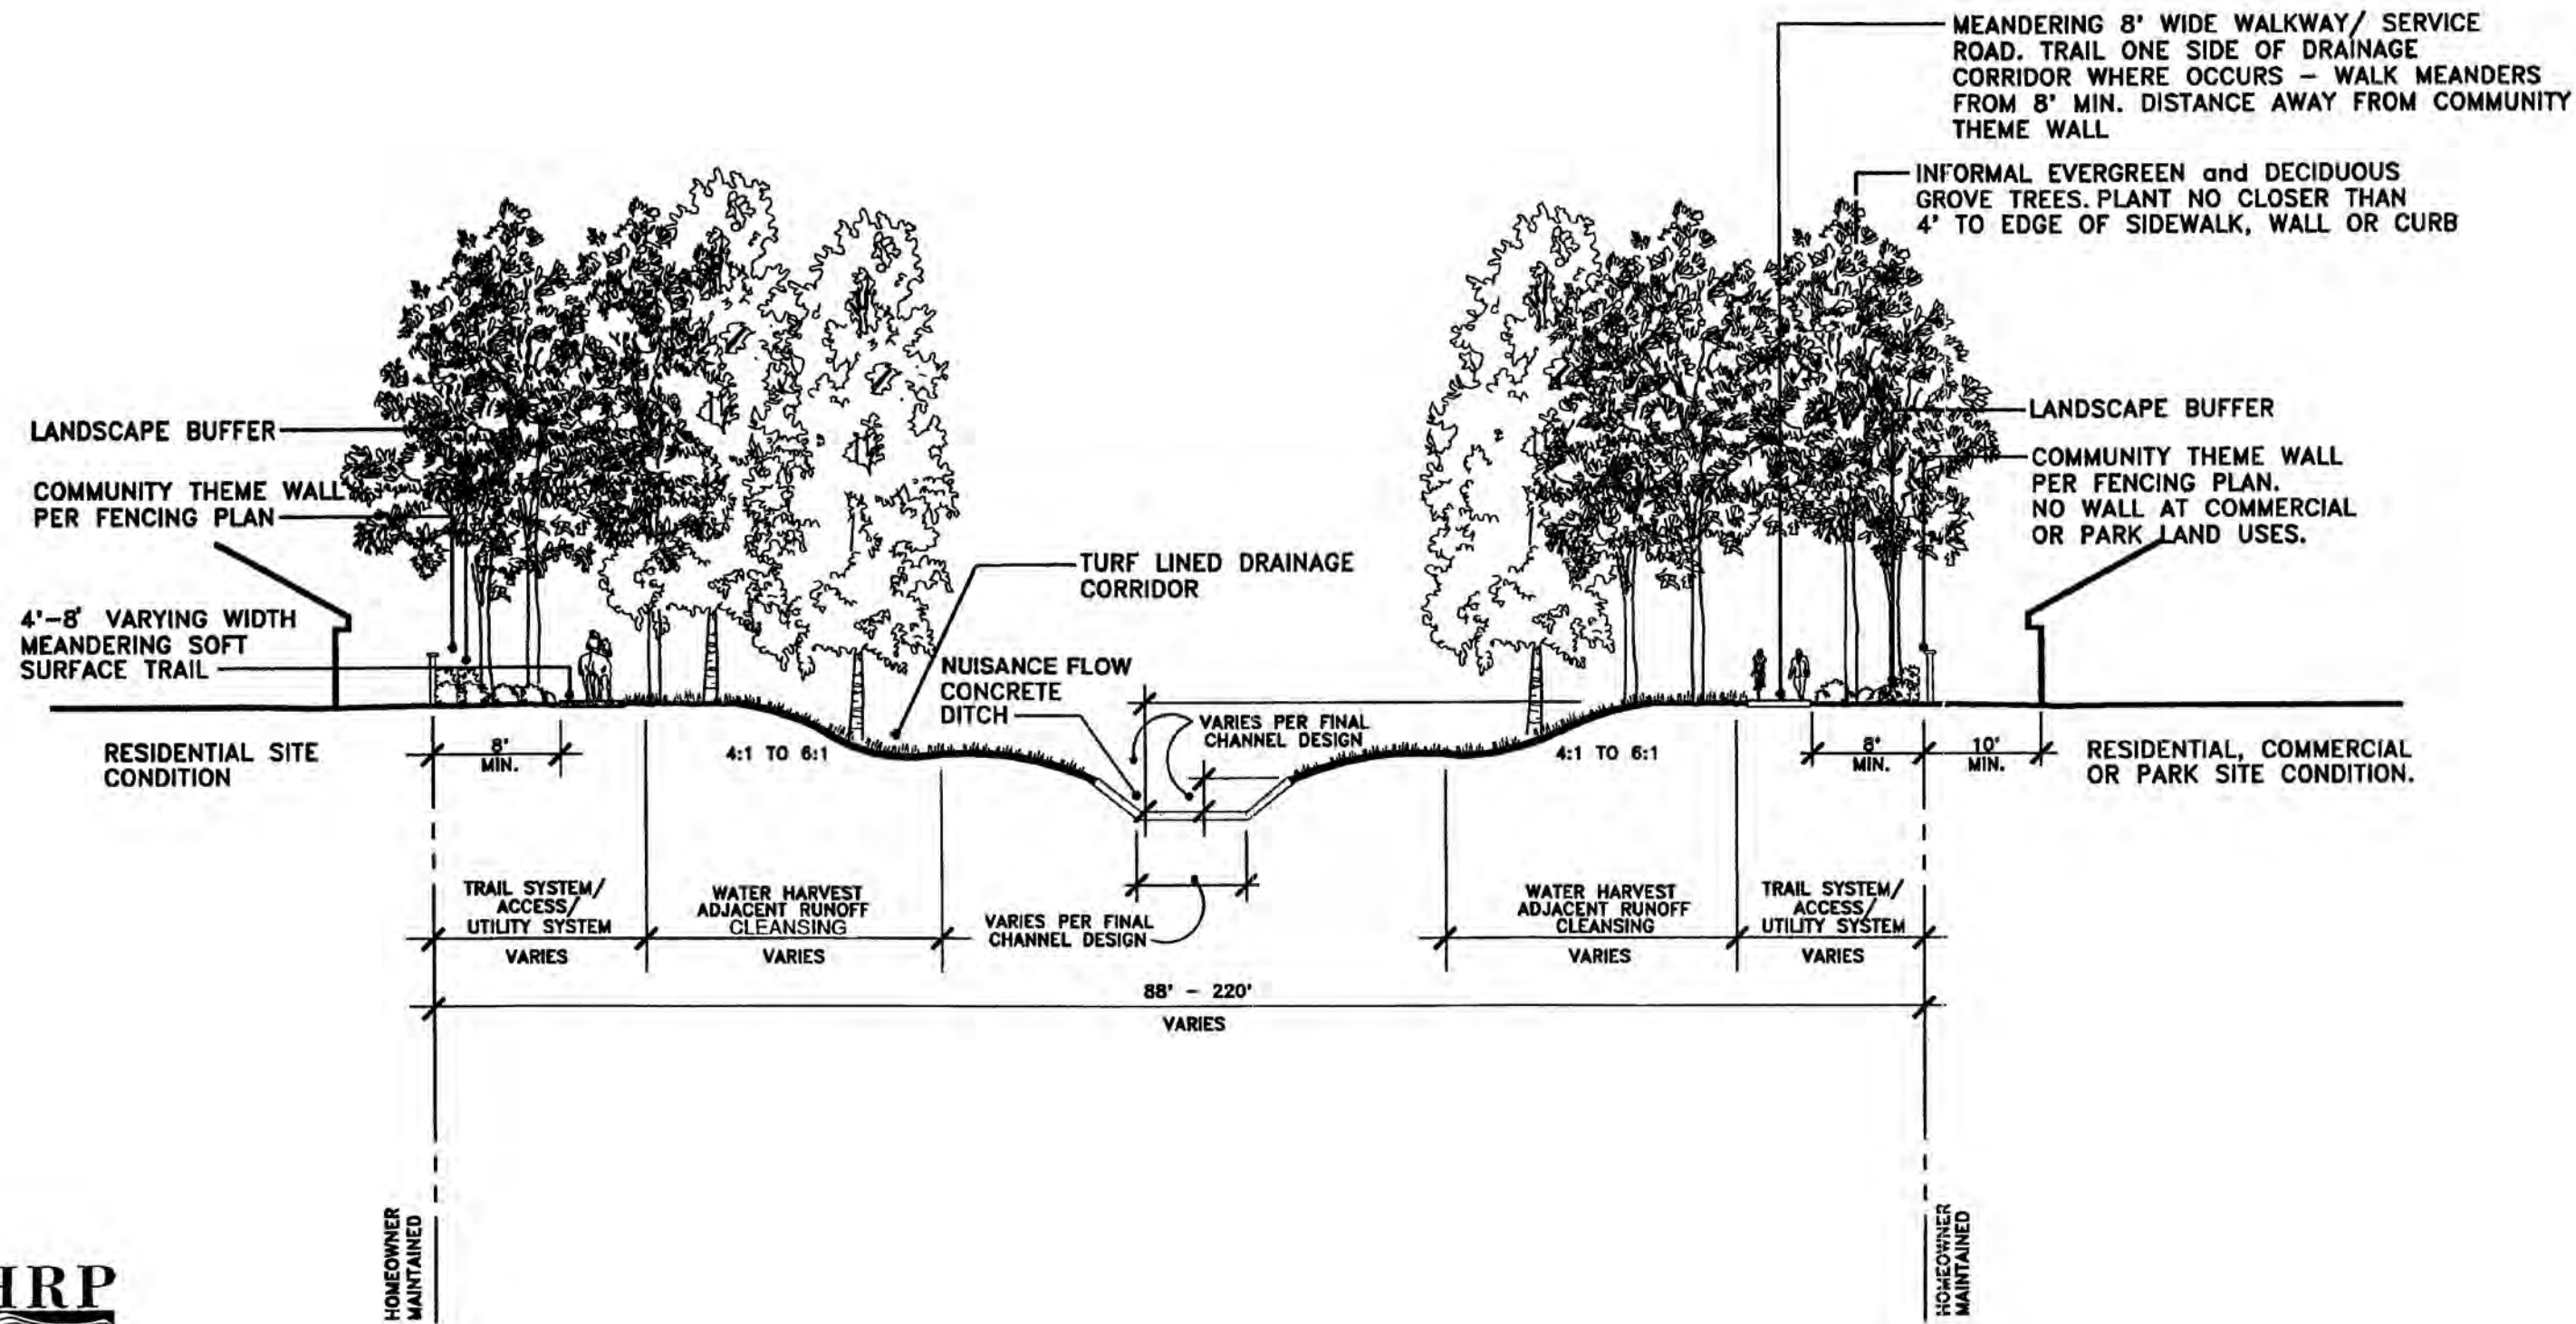 MEANDERING 8' WIDE WALKWAY/ SERVICE
ROAD. TRAIL ONE SIDE OF DRAINAGE
CORRIDOR WHERE OCCURS – WALK MEANDERS
FROM 8' MIN. DISTANCE AWAY FROM COMMUNITY
THEME WALL
INFORMAL EVERGREEN and DECIDUOUS
GROVE TREES. PLANT NO CLOSER THAN
4' TO EDGE OF SIDEWALK, WALL OR CURB
LANDSCAPE BUFFER
COMMUNITY THEME WALL
PER FENCING PLAN
4'–8' VARYING WIDTH
MEANDERING SOFT
SURFACE TRAIL
TURF LINED DRAINAGE
CORRIDOR
NUISANCE FLOW
CONCRETE
DITCH
VARIES PER FINAL
CHANNEL DESIGN
LANDSCAPE BUFFER
COMMUNITY THEME WALL
PER FENCING PLAN.
NO WALL AT COMMERCIAL
OR PARK LAND USES.
RESIDENTIAL SITE
CONDITION
8'
MIN.
4:1 TO 6:1
4:1 TO 6:1
8'
MIN.
10'
MIN.
RESIDENTIAL, COMMERCIAL
OR PARK SITE CONDITION.
TRAIL SYSTEM/
ACCESS/
UTILITY SYSTEM
VARIES
WATER HARVEST
ADJACENT RUNOFF
CLEANSING
VARIES
VARIES PER FINAL
CHANNEL DESIGN
WATER HARVEST
ADJACENT RUNOFF
CLEANSING
VARIES
TRAIL SYSTEM/
ACCESS/
UTILITY SYSTEM
VARIES
88' – 220'
VARIES
HOMEOWNER
MAINTAINED
HOMEOWNER
MAINTAINED
HRP